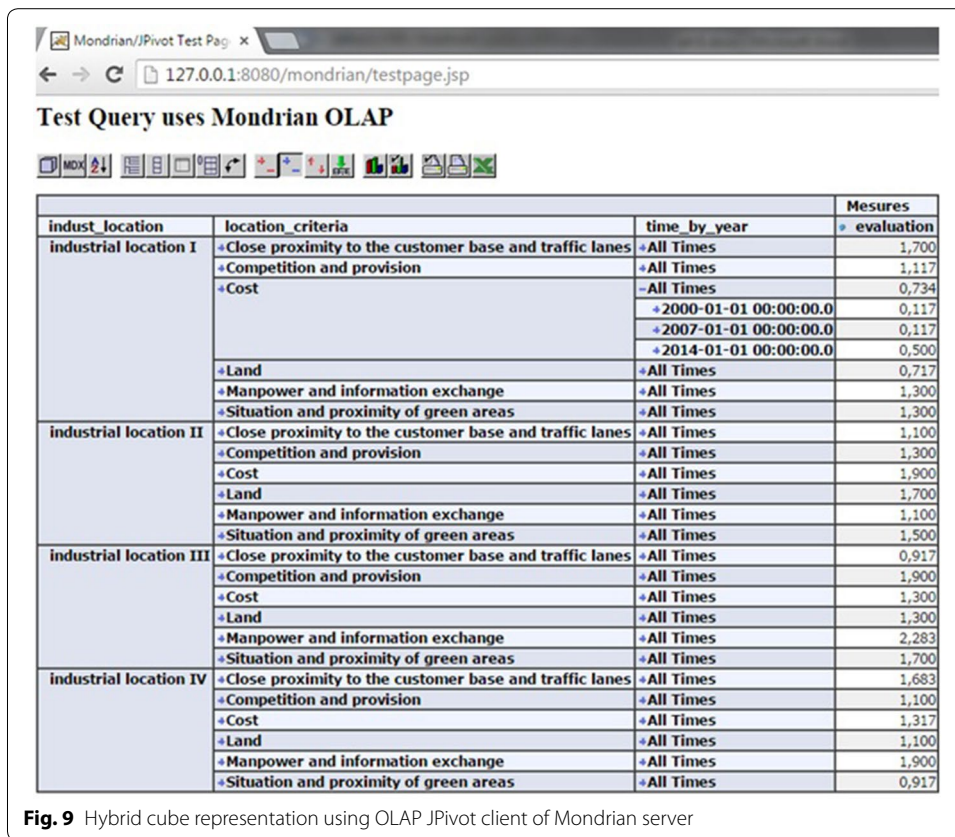 Mondrian/JPivot Test Pag ×
127.0.0.1:8080/mondrian/testpage.jsp
Test Query uses Mondrian OLAP
MDX
Mesures
indust_location location_criteria time_by_year evaluation
industrial location I +Close proximity to the customer base and traffic lanes +All Times 1,700
+Competition and provision +All Times 1,117
+Cost -All Times 0,734
+2000-01-01 00:00:00.0 0,117
+2007-01-01 00:00:00.0 0,117
+2014-01-01 00:00:00.0 0,500
+Land +All Times 0,717
+Manpower and information exchange +All Times 1,300
+Situation and proximity of green areas +All Times 1,300
industrial location II +Close proximity to the customer base and traffic lanes +All Times 1,100
+Competition and provision +All Times 1,300
+Cost +All Times 1,900
+Land +All Times 1,700
+Manpower and information exchange +All Times 1,100
+Situation and proximity of green areas +All Times 1,500
industrial location III +Close proximity to the customer base and traffic lanes +All Times 0,917
+Competition and provision +All Times 1,900
+Cost +All Times 1,300
+Land +All Times 1,300
+Manpower and information exchange +All Times 2,283
+Situation and proximity of green areas +All Times 1,700
industrial location IV +Close proximity to the customer base and traffic lanes +All Times 1,683
+Competition and provision +All Times 1,100
+Cost +All Times 1,317
+Land +All Times 1,100
+Manpower and information exchange +All Times 1,900
+Situation and proximity of green areas +All Times 0,917
Fig. 9 Hybrid cube representation using OLAP JPivot client of Mondrian server